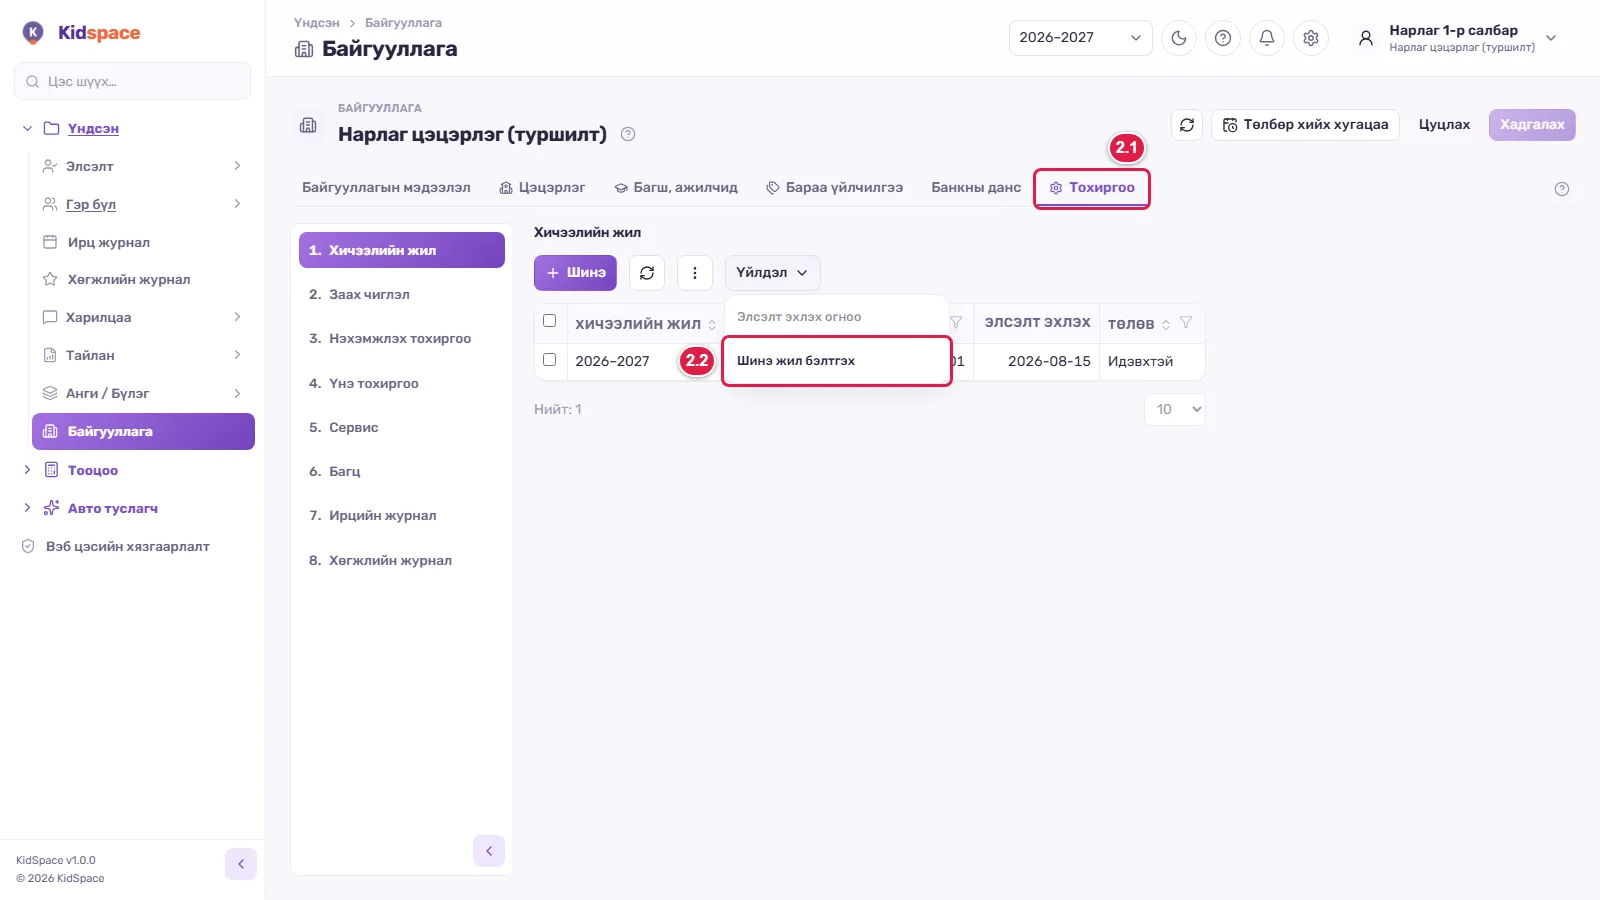 Kidspace
Цэс шүүх...
Үндсэн
Элсэлт
Гэр бүл
Ирц журнал
Хөгжлийн журнал
Харилцаа
Тайлан
Анги / Бүлэг
Байгууллага
Тооцоо
Авто туслагч
Вэб цэсийн хязгаарлалт
KidSpace v1.0.0
© 2026 KidSpace
Үндсэн > Байгууллага
Байгууллага
2026-2027
Нарлаг 1-р салбар
Нарлаг цэцэрлэг (туршилт)
БАЙГУУЛЛАГА
Нарлаг цэцэрлэг (туршилт)
Төлбөр хийх хугацаа
Цуцлах
Хадгалах
2.1
Байгууллагын мэдээлэл
Цэцэрлэг
Багш, ажилчид
Бараа үйлчилгээ
Банкны данс
Тохиргоо
1. Хичээлийн жил
2. Заах чиглэл
3. Нэхэмжлэх тохиргоо
4. Үнэ тохиргоо
5. Сервис
6. Багц
7. Ирцийн журнал
8. Хөгжлийн журнал
Хичээлийн жил
+ Шинэ
Үйлдэл
Элсэлт эхлэх огноо
Шинэ жил бэлтгэх
2.2
ХИЧЭЭЛИЙН ЖИЛ
ЭЛСЭЛТ ЭХЛЭХ
ТӨЛӨВ
2026-2027
01
2026-08-15
Идэвхтэй
Нийт: 1
10